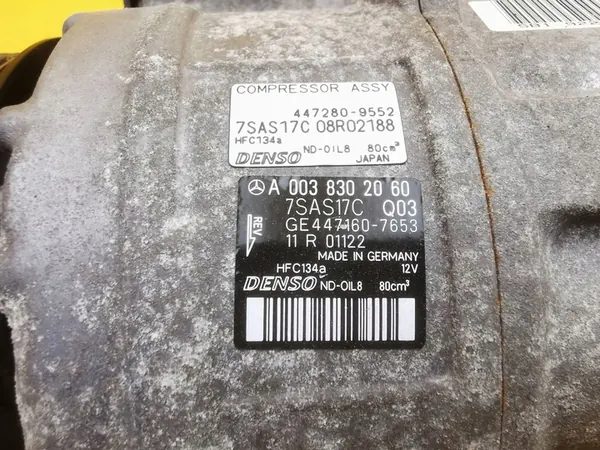 COMPRESSOR ASSY
447280-9552
7SAS17C 08R02188
HFC134a
DENSO ND-OIL8 80cm³
JAPAN
A 003 830 20 60
7SAS17C Q03
REV
GE447160-7653
11 R 01122
MADE IN GERMANY
HFC134a 12V
DENSO ND-OIL8 80cm³